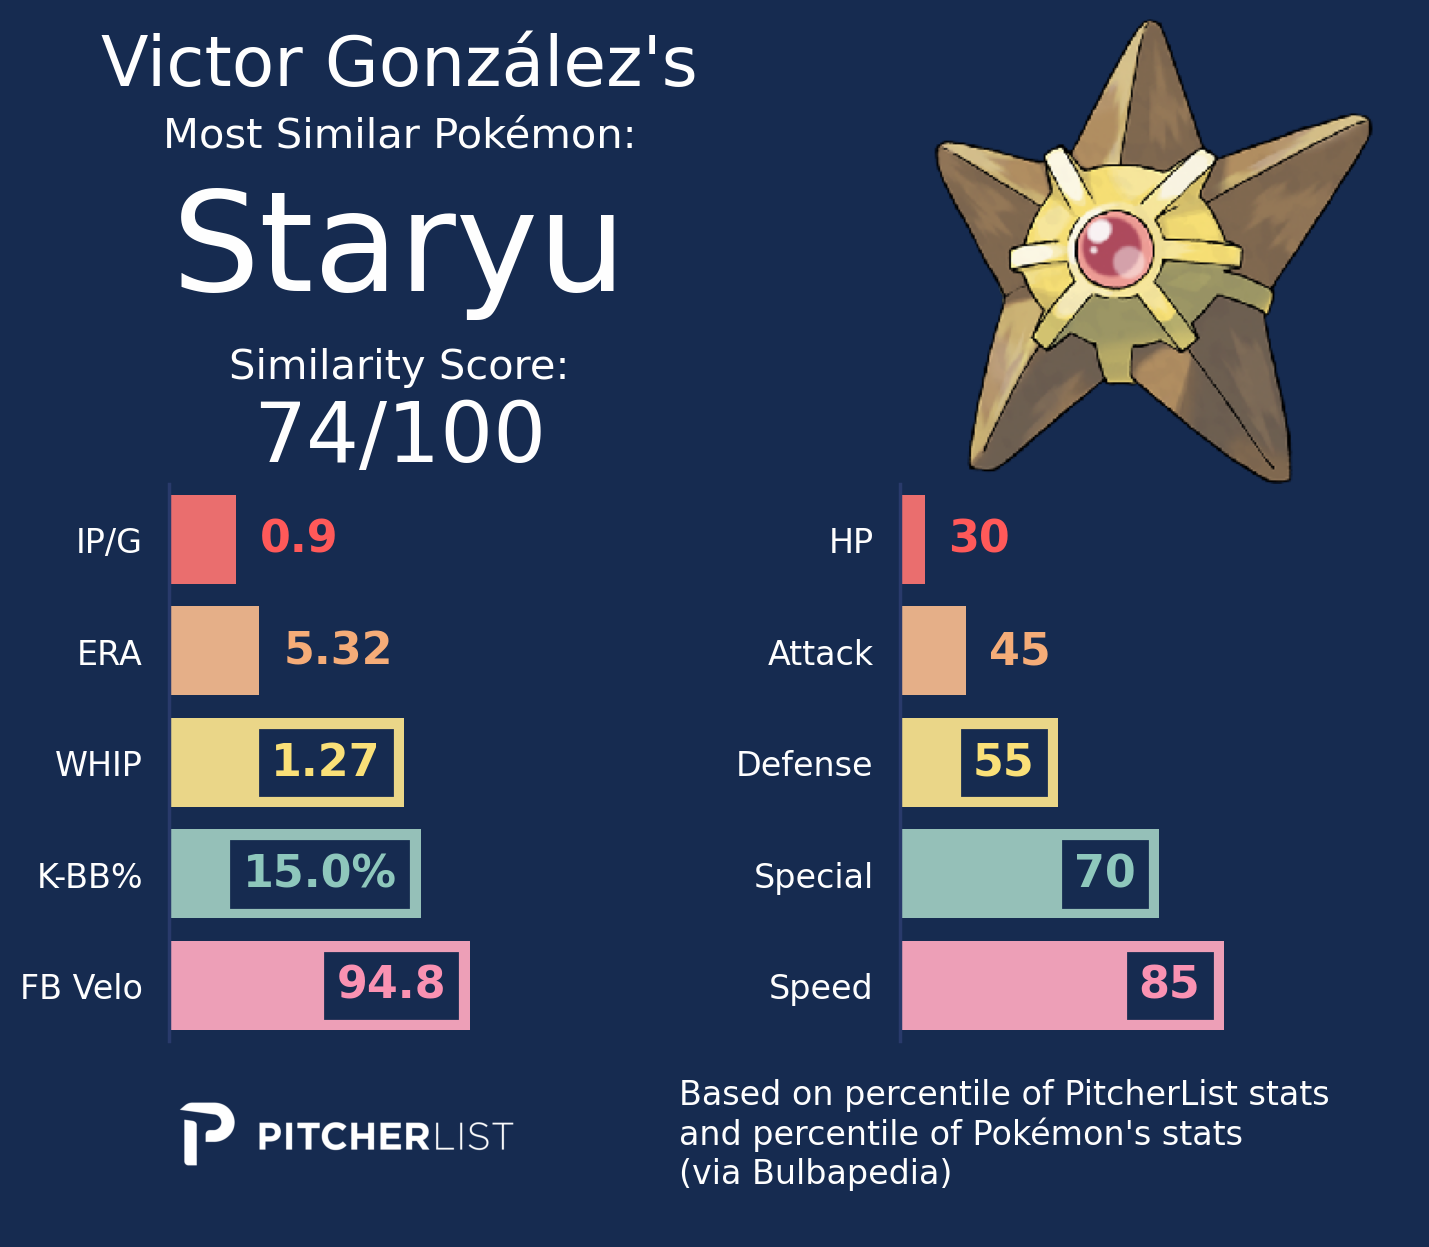 Victor González's
Most Similar Pokémon:
Staryu
Similarity Score:
74/100
IP/G 0.9
ERA 5.32
WHIP 1.27
K-BB% 15.0%
FB Velo 94.8
HP 30
Attack 45
Defense 55
Special 70
Speed 85
PITCHERLIST
Based on percentile of PitcherList stats
and percentile of Pokémon's stats
(via Bulbapedia)